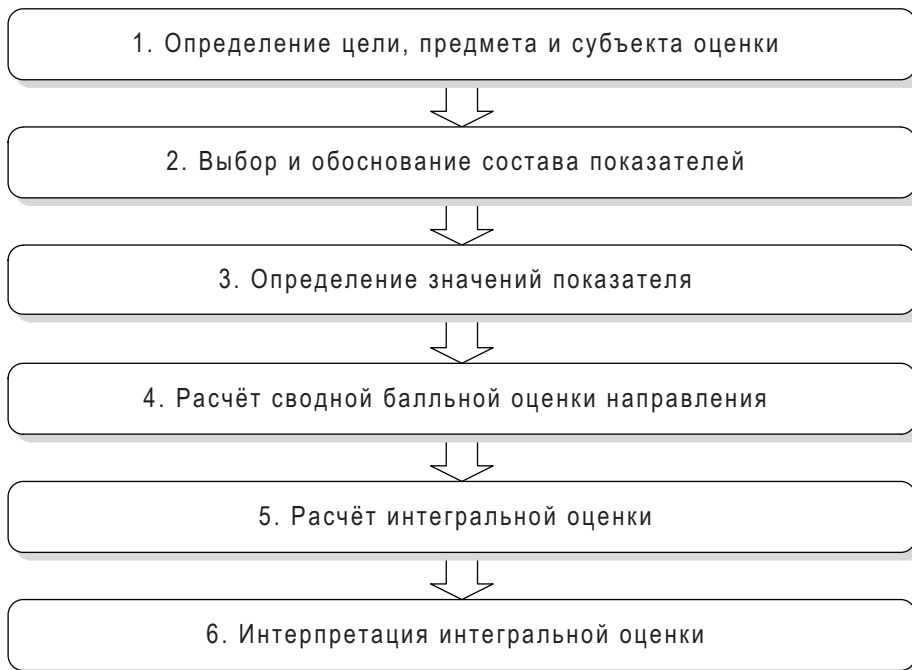 1. Определение цели, предмета и субъекта оценки
2. Выбор и обоснование состава показателей
3. Определение значений показателя
4. Расчёт сводной балльной оценки направления
5. Расчёт интегральной оценки
6. Интерпретация интегральной оценки